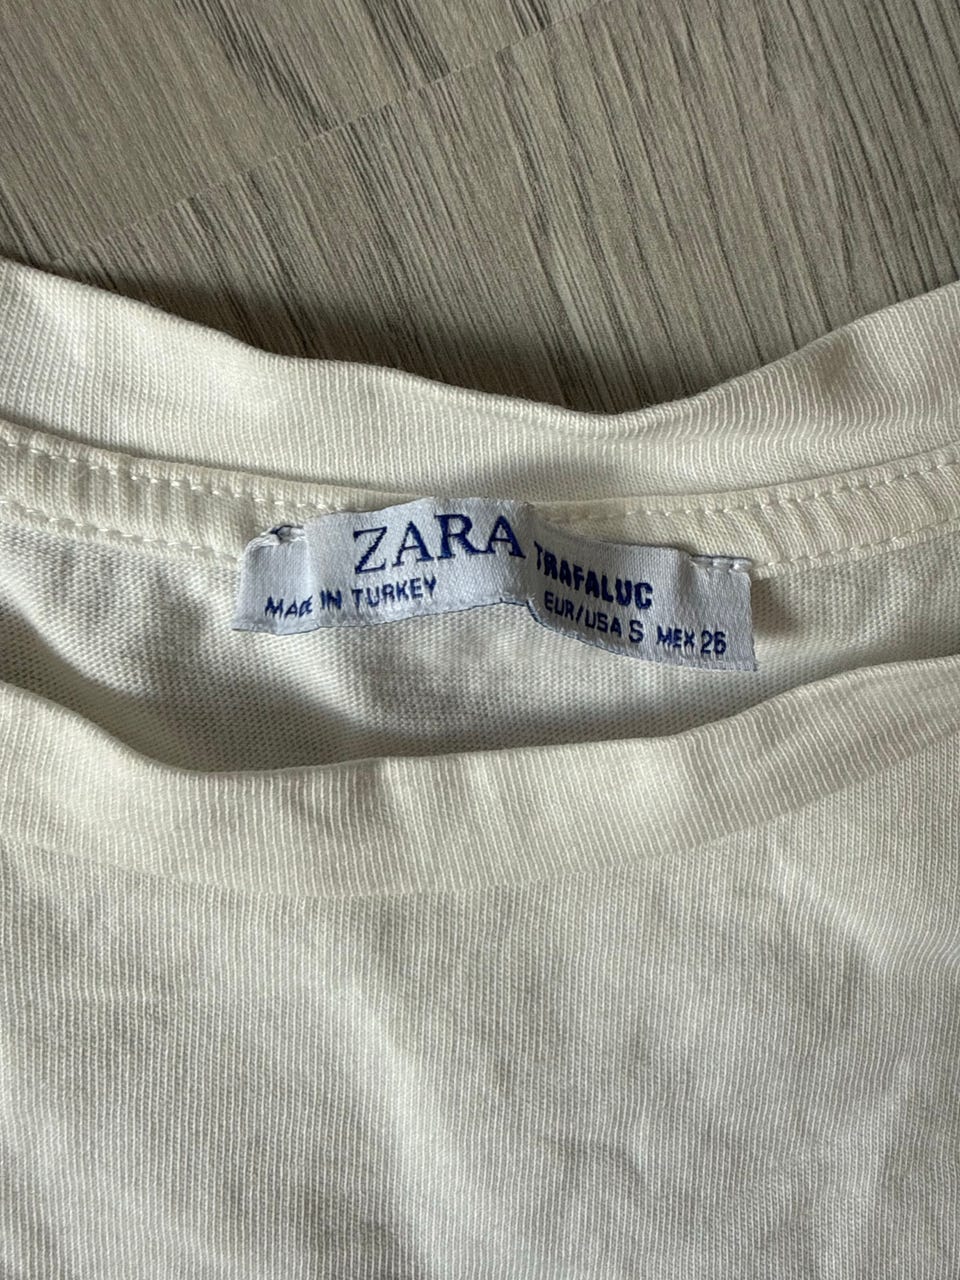 ZARA TRAFALUC
MADE IN TURKEY EUR/USA S MEX 26